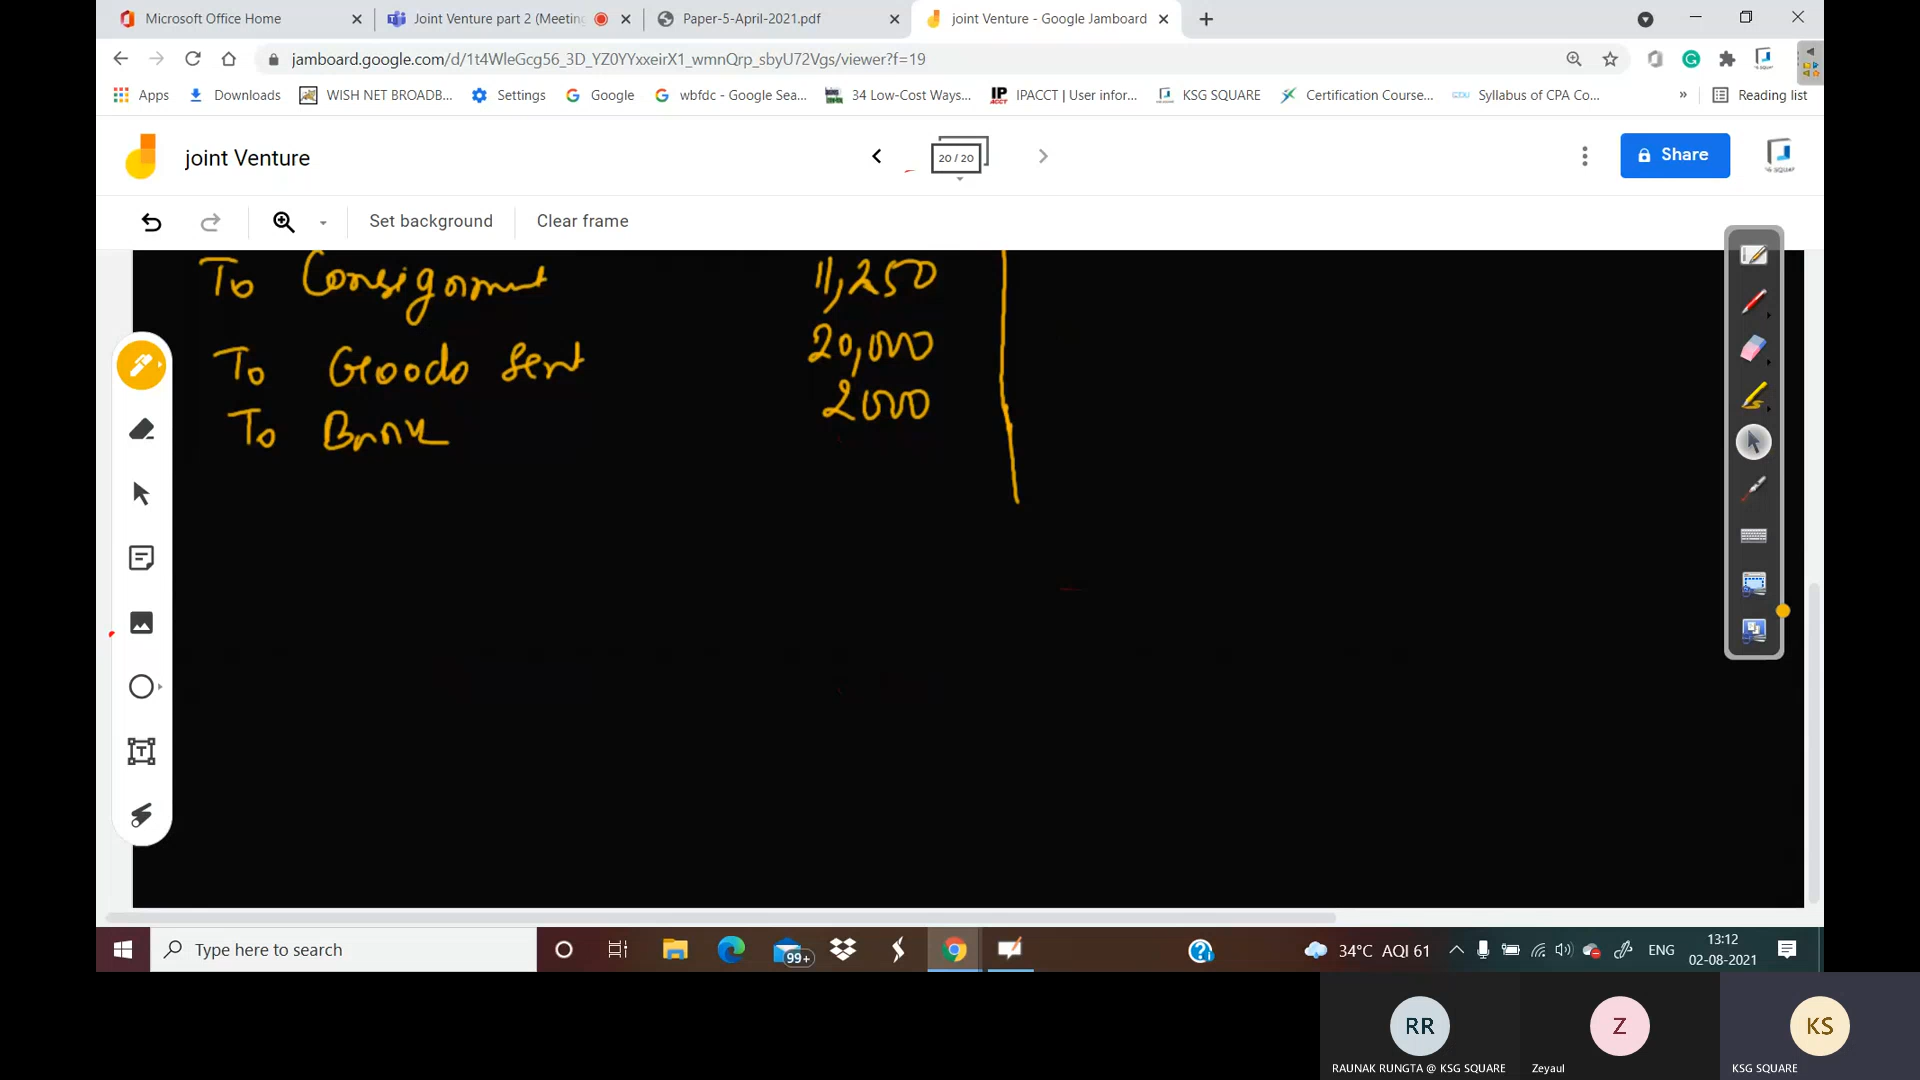 Microsoft Office Home
Joint Venture part 2 (Meetin
Paper-5-April-2021.pdf
joint Venture - Google Jamboard
jamboard.google.com/d/1t4WleGcg56_3D_YZ0YYxxeirX1_wmnQrp_sbyU72Vgs/viewer?f=19
Apps Downloads WISH NET BROADB... Settings Google wbfdc - Google Sea... 34 Low-Cost Ways... IPACCT | User infor... KSG SQUARE Certification Course... Syllabus of CPA Co... » Reading list
joint Venture
20 / 20
Share
Set background Clear frame
To Consignment 11,250
To Goods Sent 20,000
To Bank 2000
Type here to search
99+
34°C AQI 61
ENG
13:12
02-08-2021
RR Z KS
RAUNAK RUNGTA @ KSG SQUARE Zeyaul KSG SQUARE